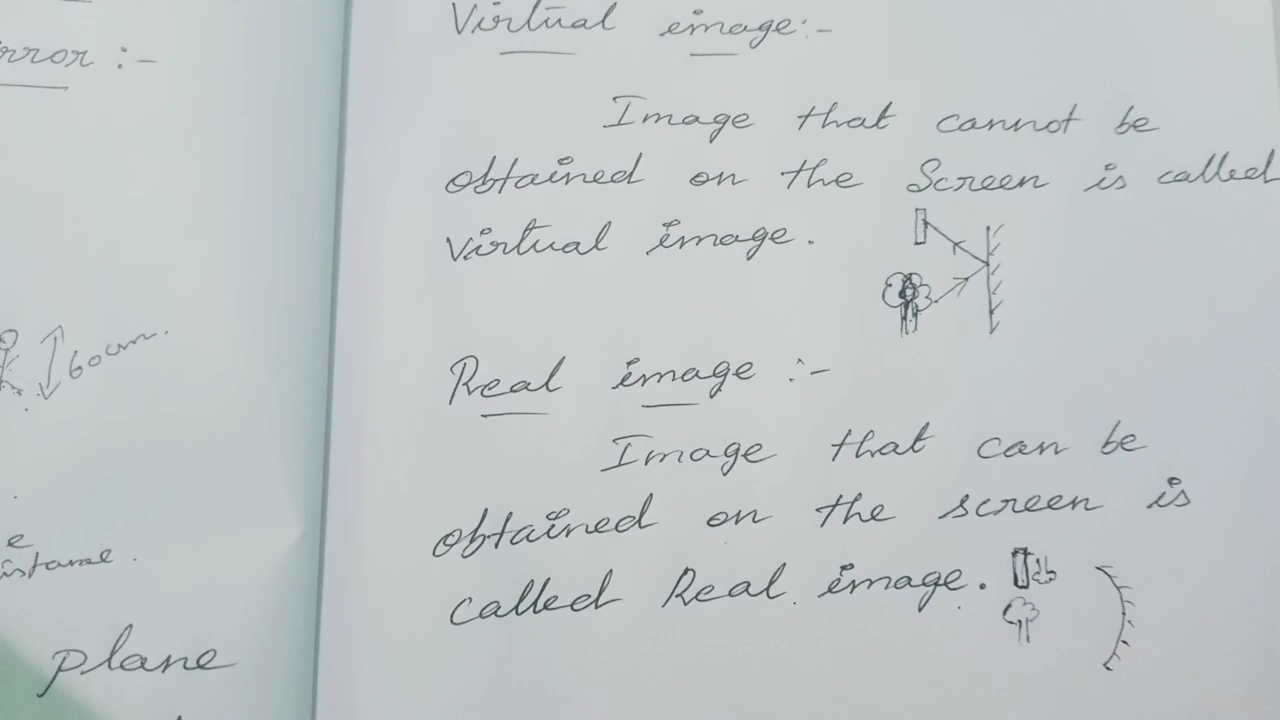 rror :-
60cm.
e
istance.
plane
Virtual image:-
Image that cannot be
obtained on the Screen is called
Virtual image.
Real image :-
Image that can be
obtained on the screen is
called Real image.